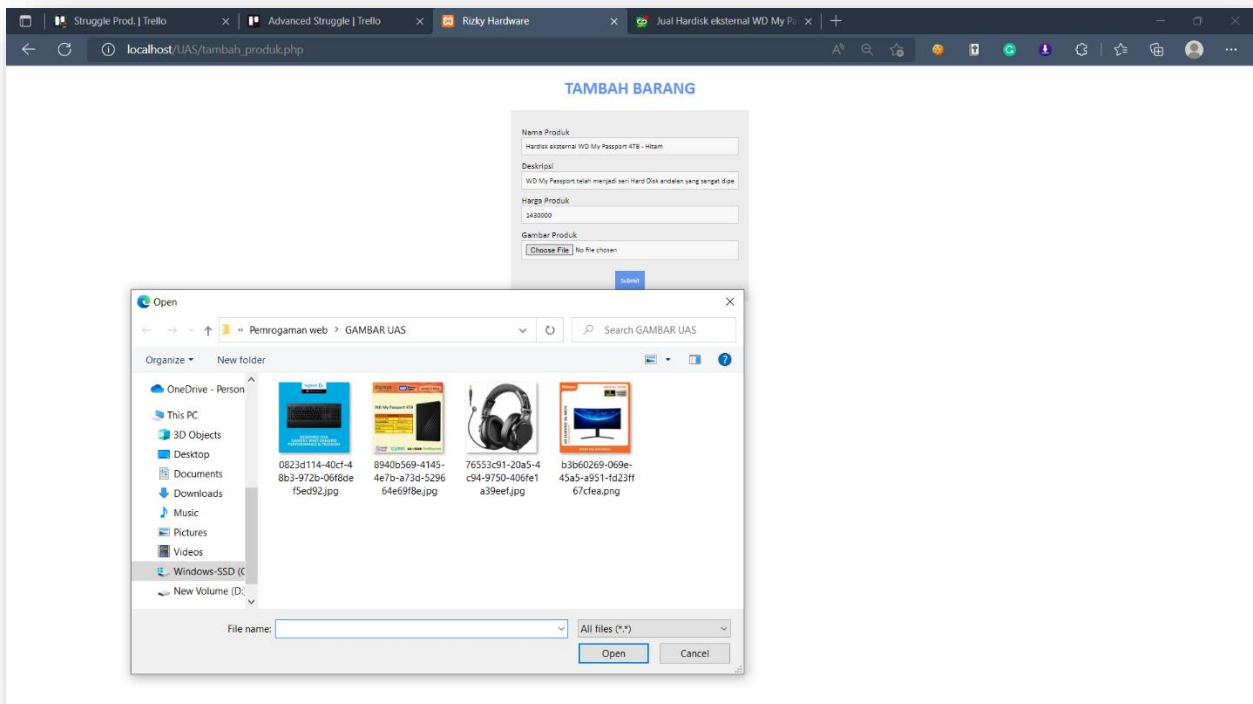 Struggle Prod. | Trello
Advanced Struggle | Trello
Rizky Hardware
Jual Hardisk eksternal WD My Pa
localhost/UAS/tambah_produk.php
TAMBAH BARANG
Nama Produk
Hardisk eksternal WD My Passport 4TB - Hitam
Deskripsi
WD My Passport telah menjadi seri Hard Disk andalan yang sangat dipe
Harga Produk
1430000
Gambar Produk
Choose File No file chosen
Submit
Open
« Pemrogaman web > GAMBAR UAS
Search GAMBAR UAS
Organize
New folder
OneDrive - Person
This PC
3D Objects
Desktop
Documents
Downloads
Music
Pictures
Videos
Windows-SSD (C
New Volume (D:)
0823d114-40cf-4
8b3-972b-06f8de
f5ed92.jpg
8940b569-4145-
4e7b-a73d-5296
64e69f8e.jpg
76553c91-20a5-4
c94-9750-406fe1
a39eef.jpg
b3b60269-069e-
45a5-a951-fd23ff
67cfea.png
File name:
All files (*.*)
Open
Cancel